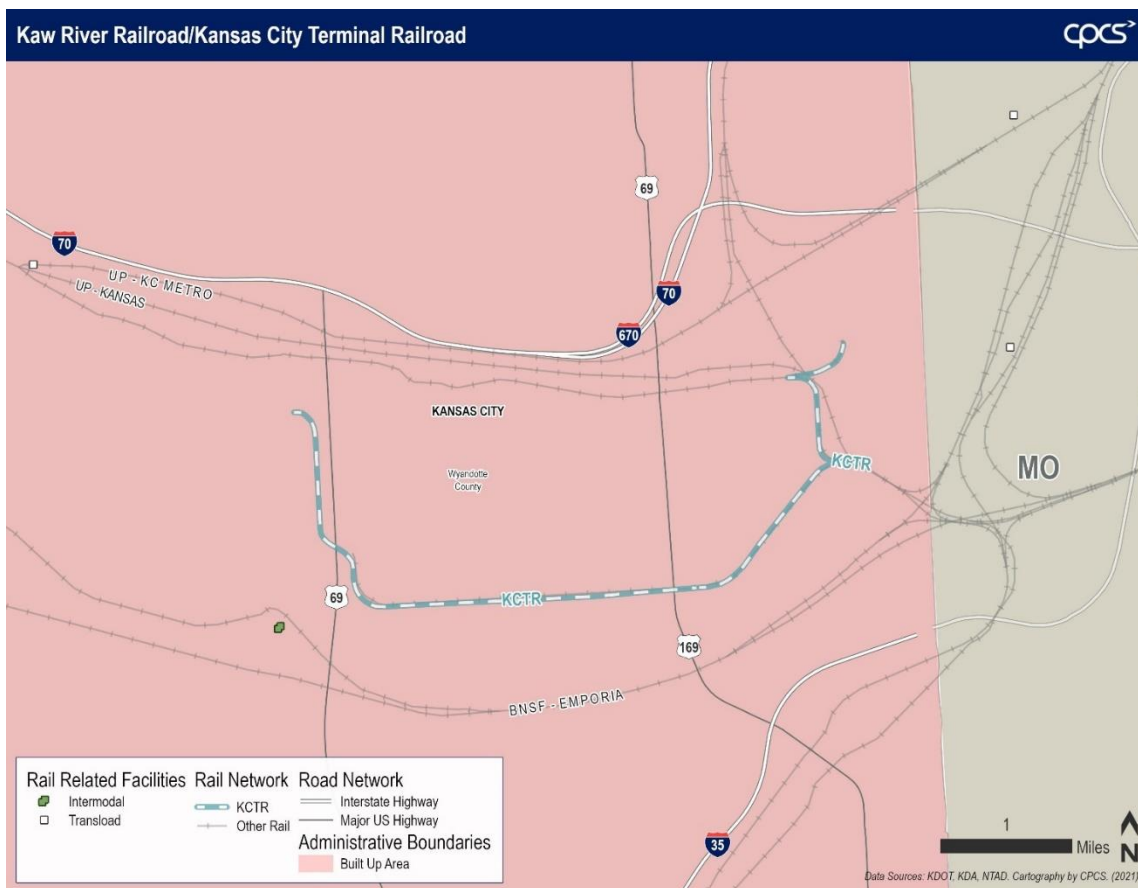 Kaw River Railroad/Kansas City Terminal Railroad
cpcs
69
70
UP - KC METRO
UP - KANSAS
70
670
KANSAS CITY
Wyandotte
County
KCTR
MO
KCTR
69
169
BNSF - EMPORIA
35
Rail Related Facilities
Intermodal
Transload
Rail Network
KCTR
Other Rail
Road Network
Interstate Highway
Major US Highway
Administrative Boundaries
Built Up Area
1
Miles
N
Data Sources: KDOT, KDA, NTAD. Cartography by CPCS. (2021)